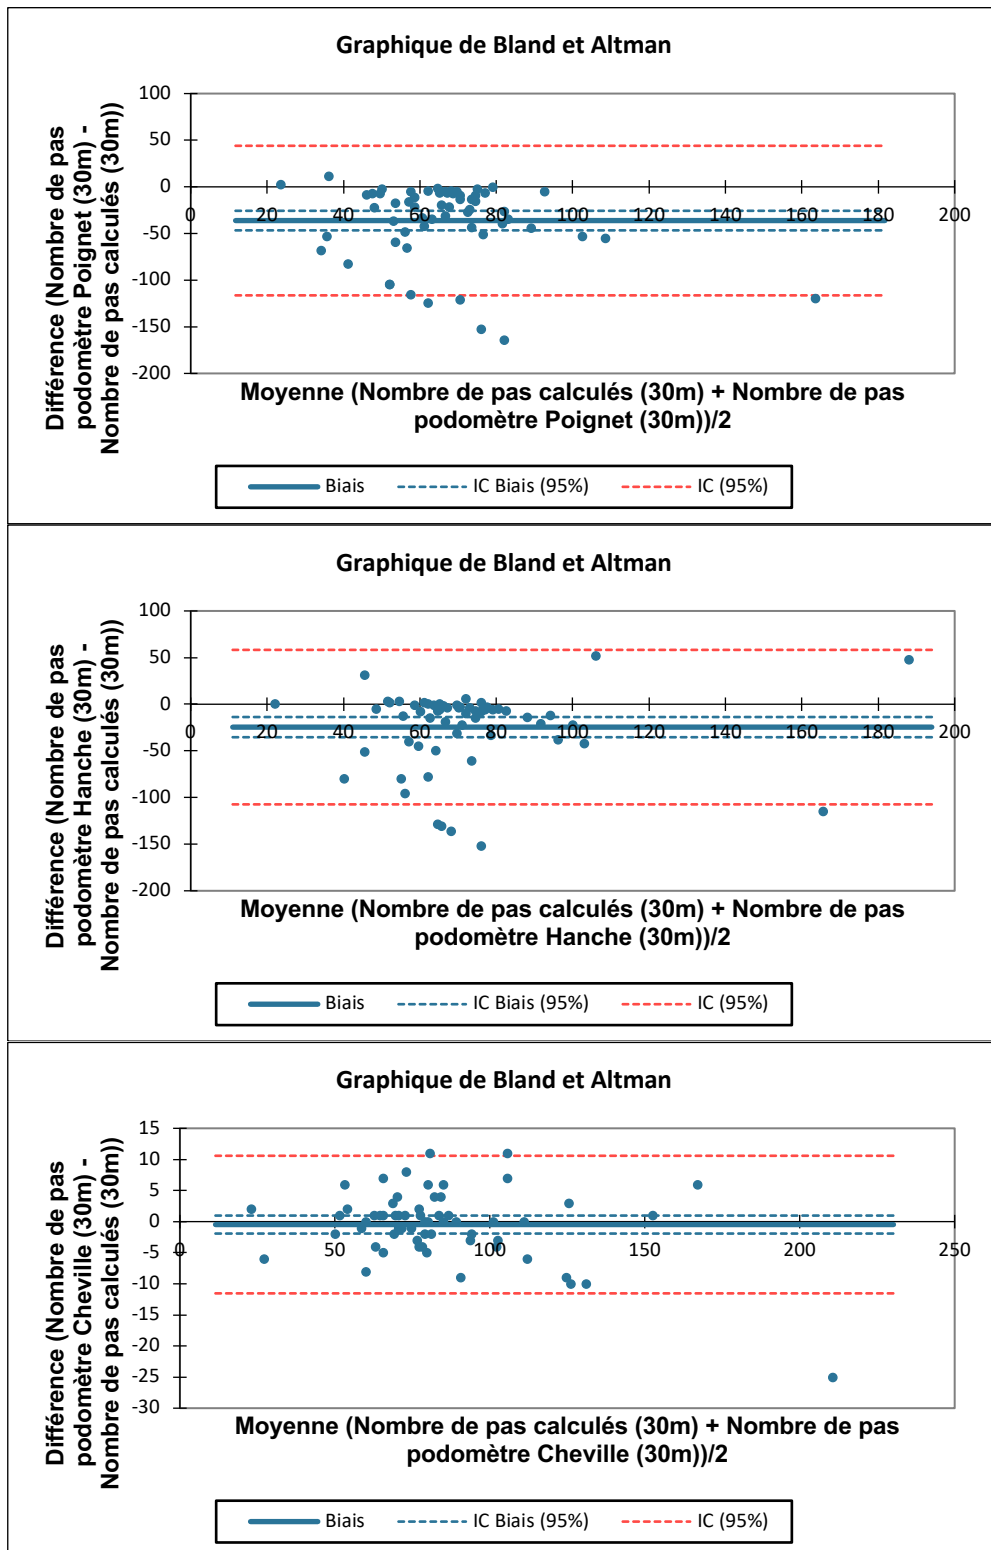 Graphique de Bland et Altman
Différence (Nombre de pas
podomètre Poignet (30m) -
Nombre de pas calculés (30m))
100
50
0
-50
-100
-150
-200
0 20 40 60 80 100 120 140 160 180 200
Moyenne (Nombre de pas calculés (30m) + Nombre de pas
podomètre Poignet (30m))/2
Biais IC Biais (95%) IC (95%)
Graphique de Bland et Altman
Différence (Nombre de pas
podomètre Hanche (30m) -
Nombre de pas calculés (30m))
100
50
0
-50
-100
-150
-200
0 20 40 60 80 100 120 140 160 180 200
Moyenne (Nombre de pas calculés (30m) + Nombre de pas
podomètre Hanche (30m))/2
Biais IC Biais (95%) IC (95%)
Graphique de Bland et Altman
Différence (Nombre de pas
podomètre Cheville (30m) -
Nombre de pas calculés (30m))
15
10
5
0
-5
-10
-15
-20
-25
-30
0 50 100 150 200 250
Moyenne (Nombre de pas calculés (30m) + Nombre de pas
podomètre Cheville (30m))/2
Biais IC Biais (95%) IC (95%)